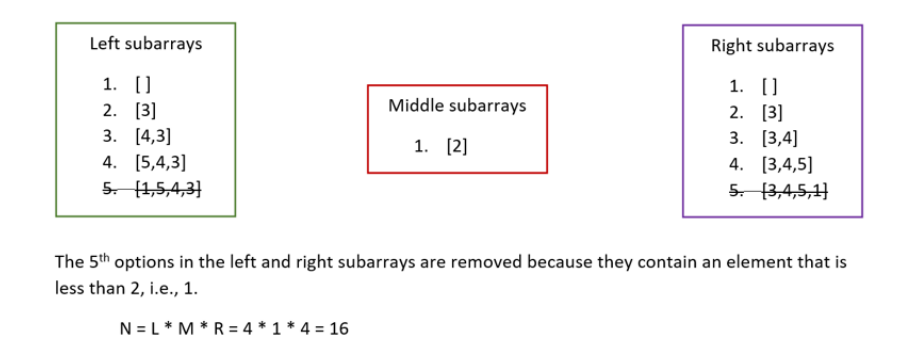 Left subarrays
1. [ ]
2. [3]
3. [4,3]
4. [5,4,3]
5. [1,5,4,3]
Middle subarrays
1. [2]
Right subarrays
1. [ ]
2. [3]
3. [3,4]
4. [3,4,5]
5. [3,4,5,1]
The 5th options in the left and right subarrays are removed because they contain an element that is
less than 2, i.e., 1.
N = L * M * R = 4 * 1 * 4 = 16